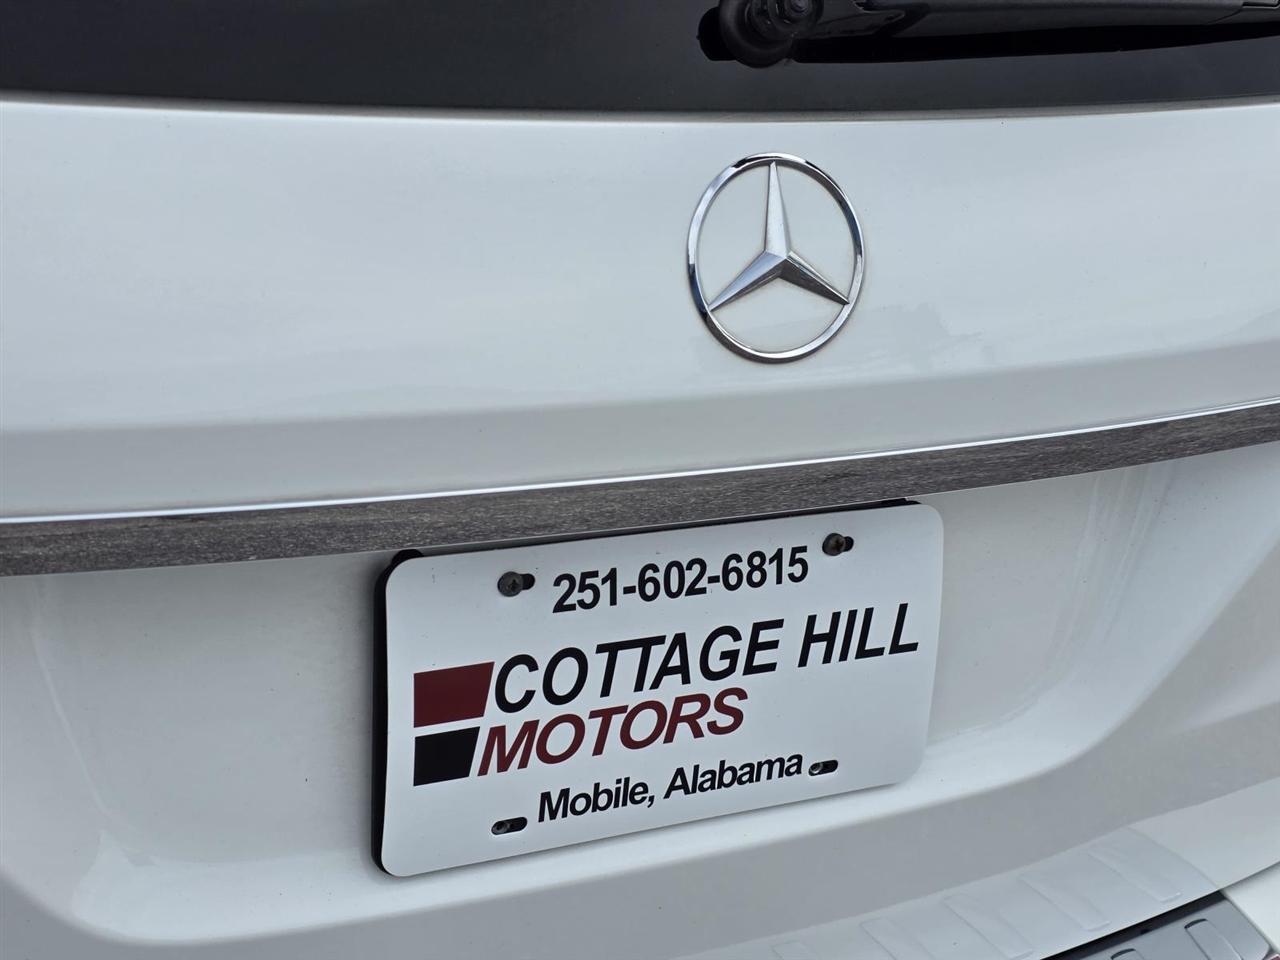 251-602-6815
COTTAGE HILL
MOTORS
Mobile, Alabama